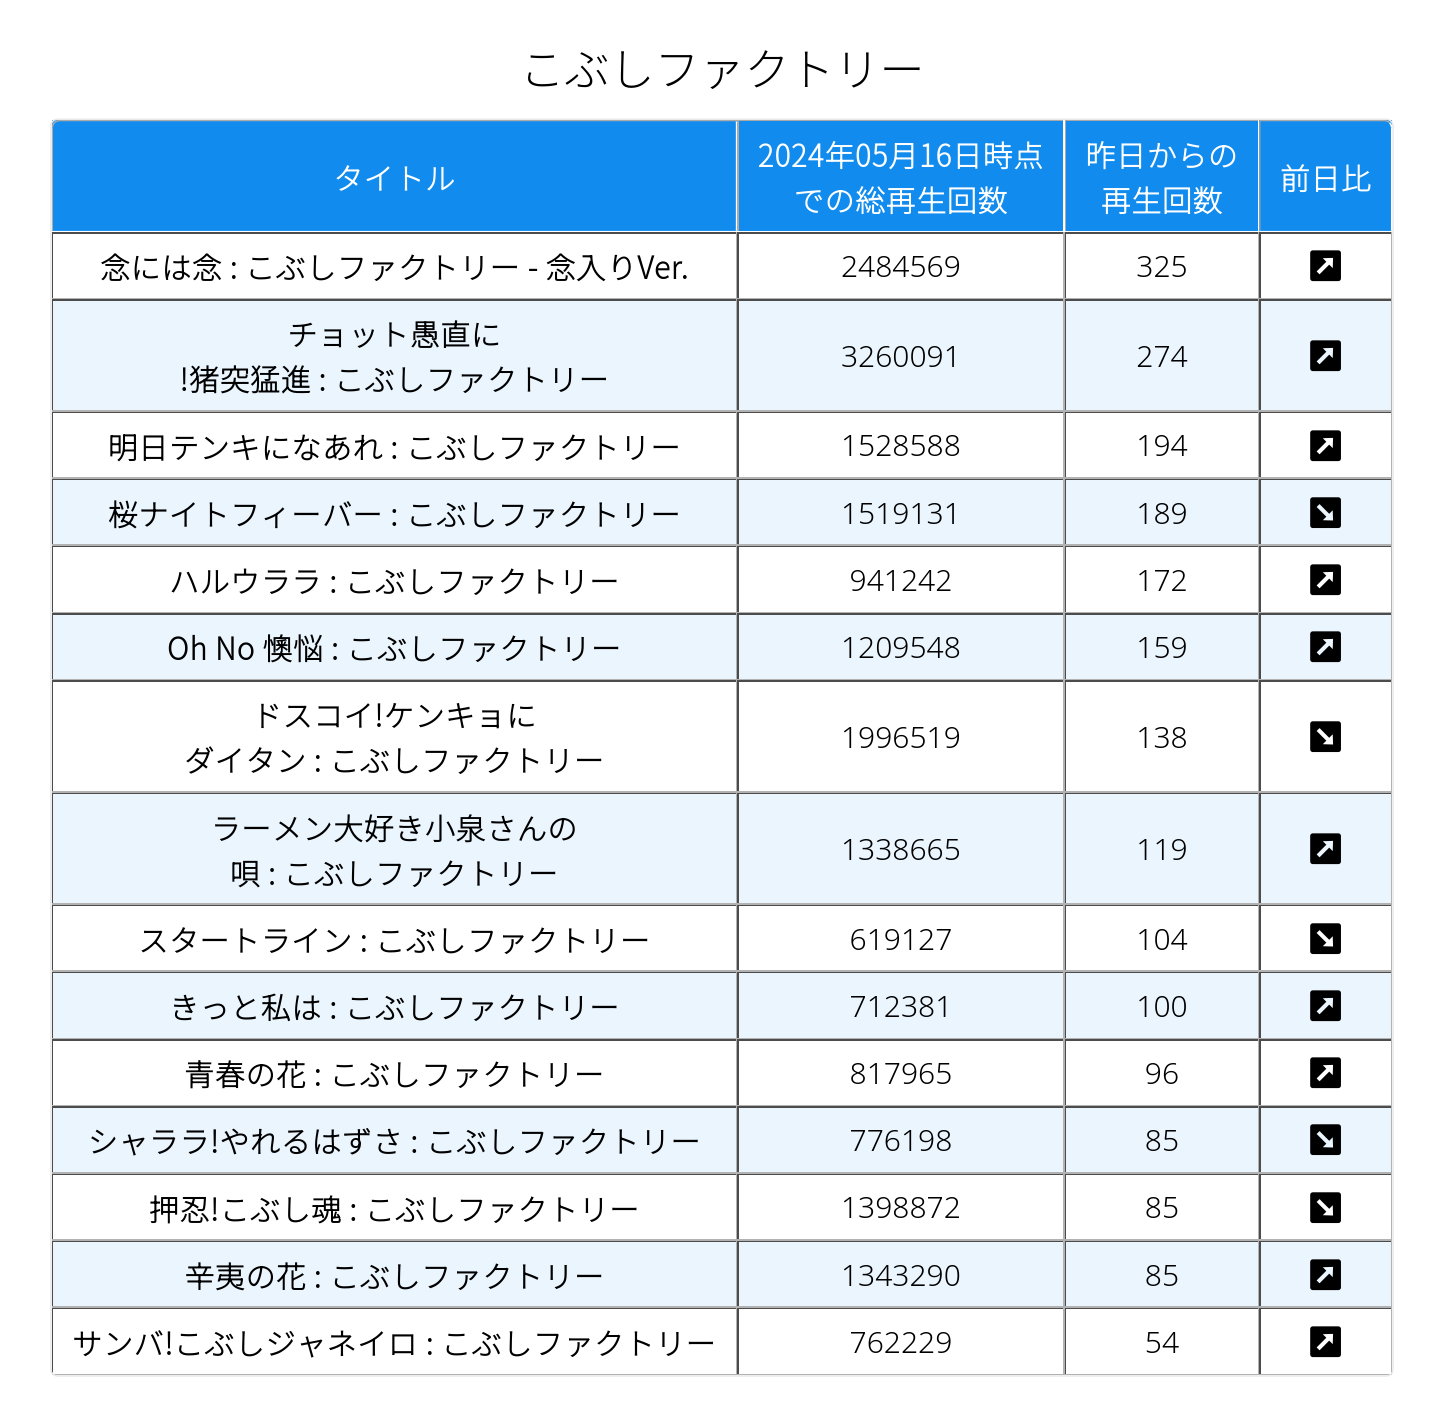 こぶしファクトリー
タイトル
2024年05月16日時点
での総再生回数
昨日からの
再生回数
前日比
念には念 : こぶしファクトリー - 念入りVer.
2484569
325
チョット愚直に
!猪突猛進 : こぶしファクトリー
3260091
274
明日テンキになあれ : こぶしファクトリー
1528588
194
桜ナイトフィーバー : こぶしファクトリー
1519131
189
ハルウララ : こぶしファクトリー
941242
172
Oh No 懊悩 : こぶしファクトリー
1209548
159
ドスコイ!ケンキョに
ダイタン : こぶしファクトリー
1996519
138
ラーメン大好き小泉さんの
唄 : こぶしファクトリー
1338665
119
スタートライン : こぶしファクトリー
619127
104
きっと私は : こぶしファクトリー
712381
100
青春の花 : こぶしファクトリー
817965
96
シャララ!やれるはずさ : こぶしファクトリー
776198
85
押忍!こぶし魂 : こぶしファクトリー
1398872
85
辛夷の花 : こぶしファクトリー
1343290
85
サンバ!こぶしジャネイロ : こぶしファクトリー
762229
54